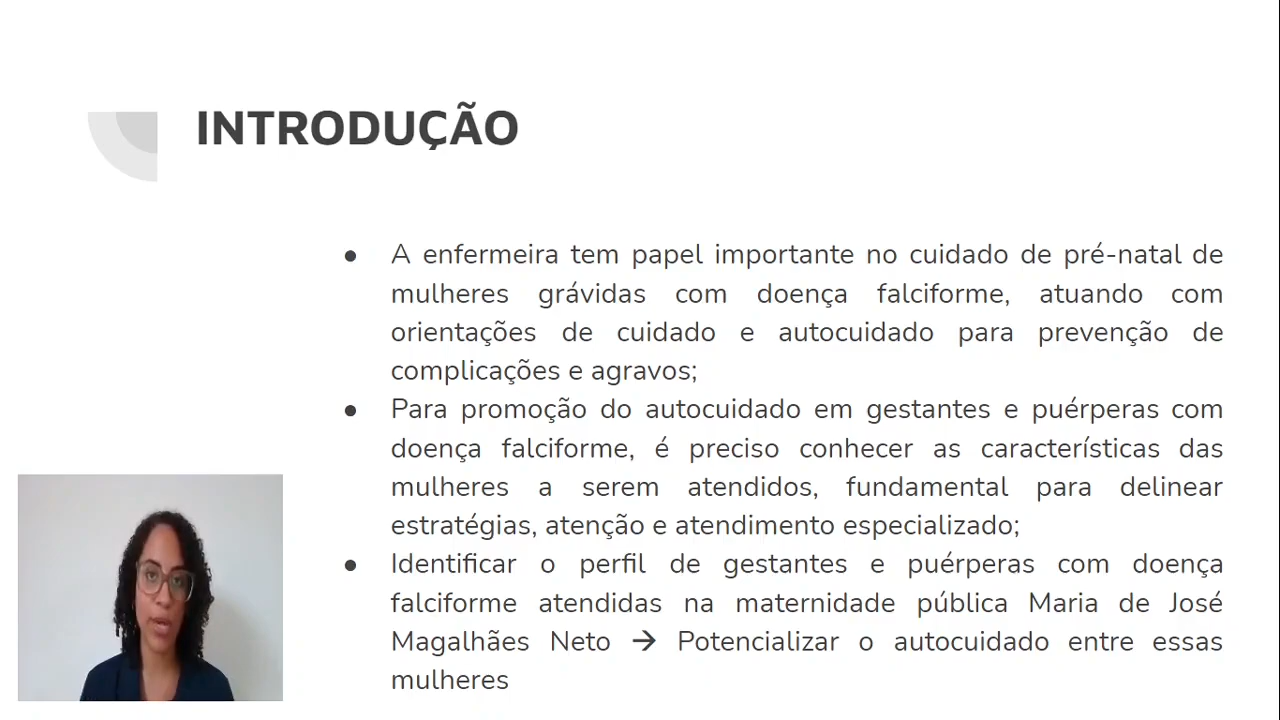 INTRODUÇÃO
● A enfermeira tem papel importante no cuidado de pré-natal de
mulheres grávidas com doença falciforme, atuando com
orientações de cuidado e autocuidado para prevenção de
complicações e agravos;
● Para promoção do autocuidado em gestantes e puérperas com
doença falciforme, é preciso conhecer as características das
mulheres a serem atendidos, fundamental para delinear
estratégias, atenção e atendimento especializado;
● Identificar o perfil de gestantes e puérperas com doença
falciforme atendidas na maternidade pública Maria de José
Magalhães Neto → Potencializar o autocuidado entre essas
mulheres